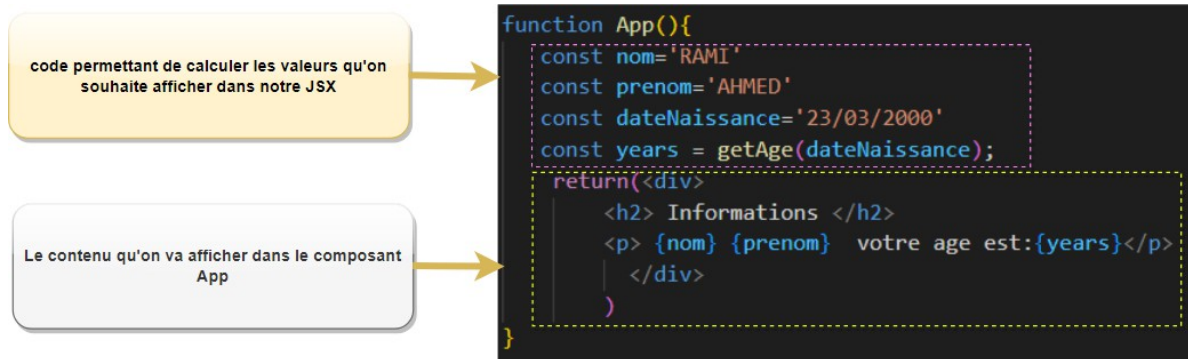 code permettant de calculer les valeurs qu'on
souhaite afficher dans notre JSX
Le contenu qu'on va afficher dans le composant
App
function App(){
const nom='RAMI'
const prenom='AHMED'
const dateNaissance='23/03/2000'
const years = getAge(dateNaissance);
return(<div>
<h2> Informations </h2>
<p> {nom} {prenom}  votre age est:{years}</p>
</div>
)
}